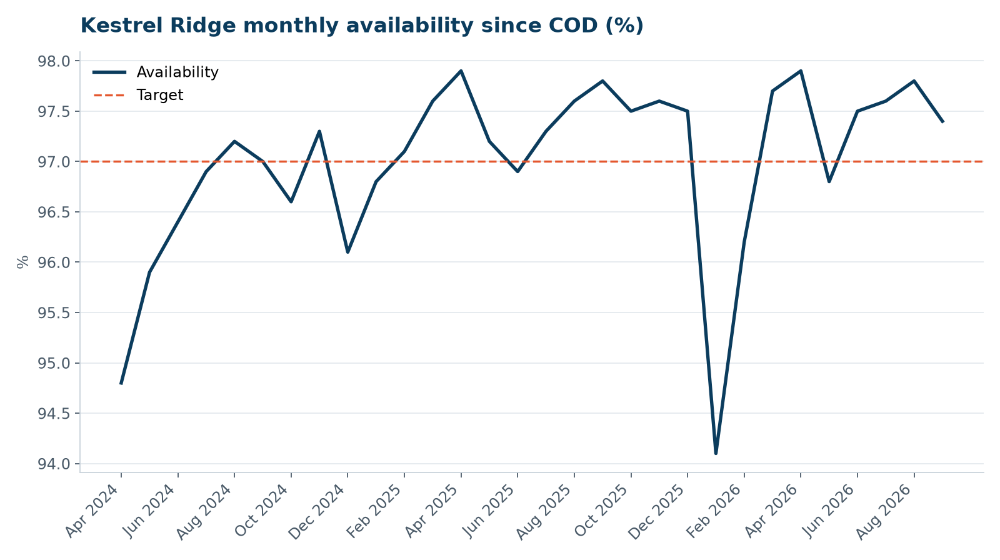 Kestrel Ridge monthly availability since COD (%)
Availability
Target
%
98.0
97.5
97.0
96.5
96.0
95.5
95.0
94.5
94.0
Apr 2024
Jun 2024
Aug 2024
Oct 2024
Dec 2024
Feb 2025
Apr 2025
Jun 2025
Aug 2025
Oct 2025
Dec 2025
Feb 2026
Apr 2026
Jun 2026
Aug 2026